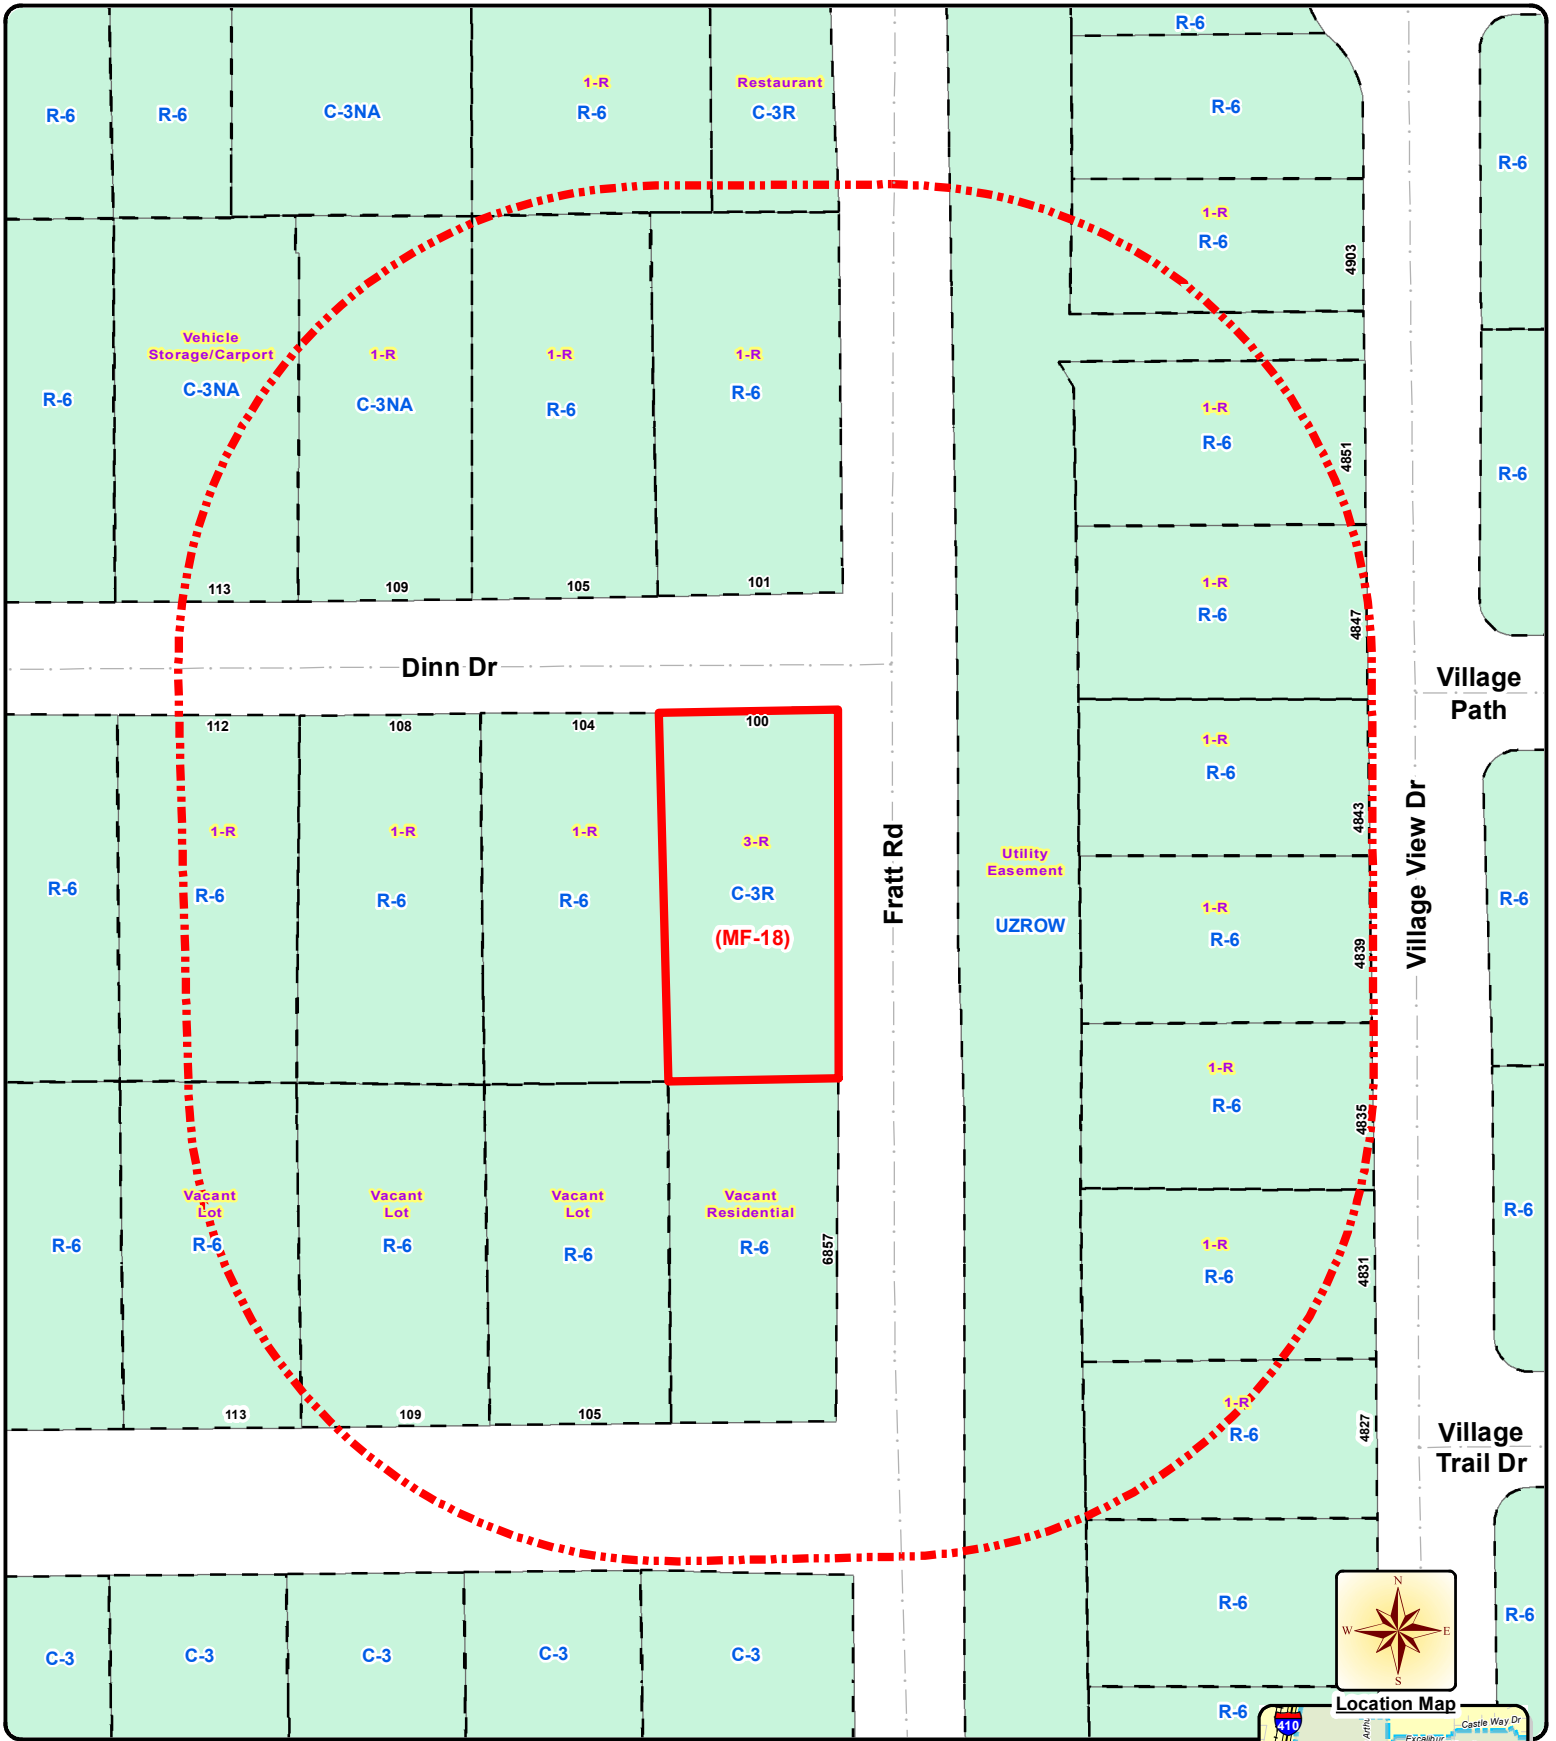 R-6
R-6
R-6
C-3NA
1-R
R-6
Restaurant
C-3R
R-6
R-6
1-R
R-6
4903
R-6
Vehicle
Storage/Carport
C-3NA
113
1-R
C-3NA
109
1-R
R-6
105
1-R
R-6
101
1-R
R-6
4851
R-6
1-R
R-6
4847
Dinn Dr
Village
Path
R-6
112
1-R
R-6
108
1-R
R-6
104
1-R
R-6
100
3-R
C-3R
(MF-18)
Fratt Rd
Utility
Easement
UZROW
1-R
R-6
4843
1-R
R-6
4839
Village View Dr
R-6
1-R
R-6
4835
R-6
Vacant
Lot
R-6
113
Vacant
Lot
R-6
109
Vacant
Lot
R-6
105
Vacant
Residential
R-6
6857
1-R
R-6
4831
R-6
1-R
R-6
4827
Village
Trail Dr
C-3
C-3
C-3
C-3
C-3
R-6
R-6
R-6
N
W
E
S
Location Map
410
Castle Way Dr
Excalibur